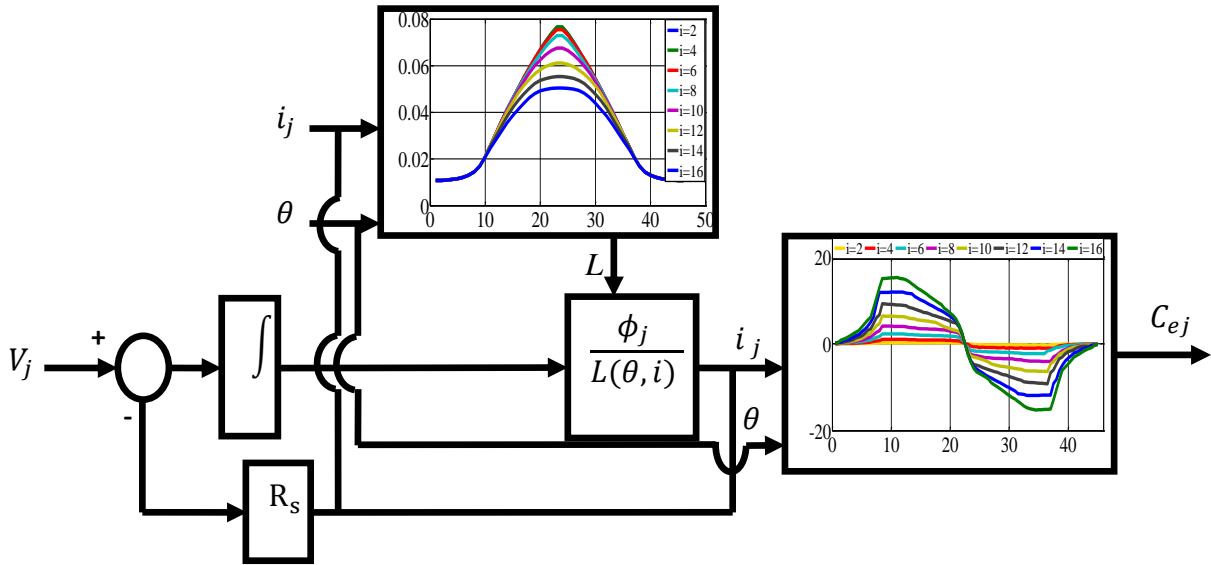 0.08
0.06
0.04
0.02
0
0 10 20 30 40 50
i=2
i=4
i=6
i=8
i=10
i=12
i=14
i=16
i_j
θ
L
i=2 i=4 i=6 i=8 i=10 i=12 i=14 i=16
20
0
-20
0 10 20 30 40
+
V_j
-
∫
ϕ_j
L(θ, i)
i_j
θ
C_ej
R_s